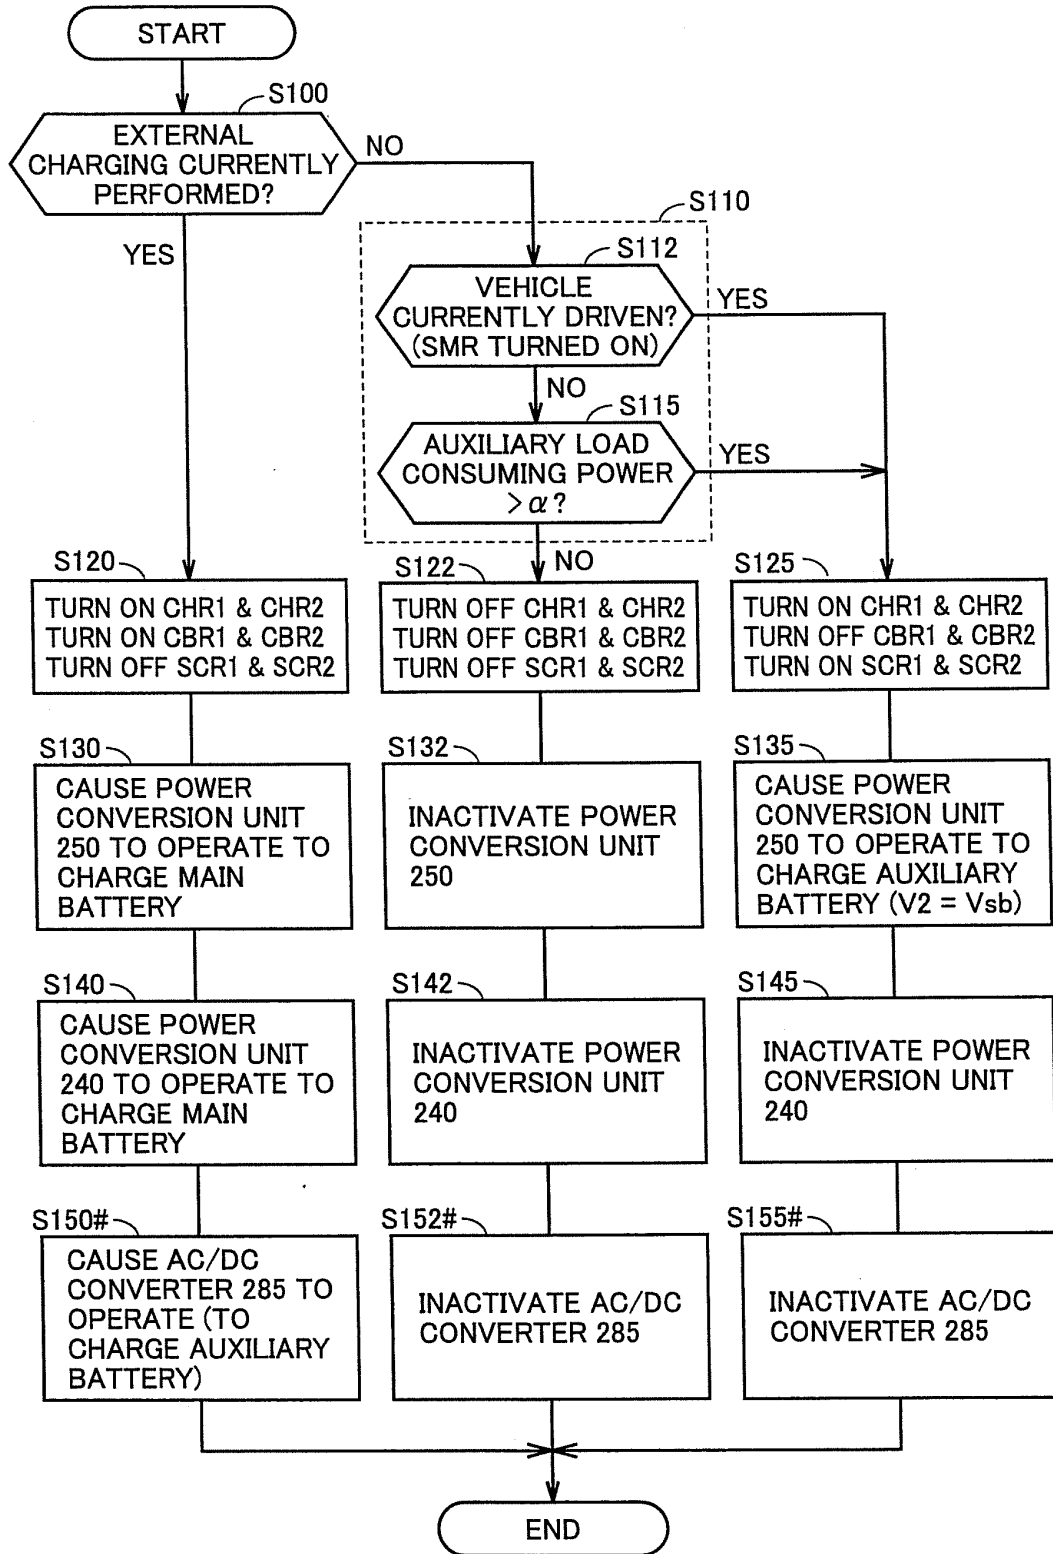 START
S100
EXTERNAL
CHARGING CURRENTLY
PERFORMED?
NO
YES
S110
S112
VEHICLE
CURRENTLY DRIVEN?
(SMR TURNED ON)
YES
NO
S115
AUXILIARY LOAD
CONSUMING POWER
>α?
YES
NO
S120
TURN ON CHR1 & CHR2
TURN ON CBR1 & CBR2
TURN OFF SCR1 & SCR2
S122
TURN OFF CHR1 & CHR2
TURN OFF CBR1 & CBR2
TURN OFF SCR1 & SCR2
S125
TURN ON CHR1 & CHR2
TURN OFF CBR1 & CBR2
TURN ON SCR1 & SCR2
S130
CAUSE POWER
CONVERSION UNIT
250 TO OPERATE TO
CHARGE MAIN
BATTERY
S132
INACTIVATE POWER
CONVERSION UNIT
250
S135
CAUSE POWER
CONVERSION UNIT
250 TO OPERATE TO
CHARGE AUXILIARY
BATTERY (V2 = Vsb)
S140
CAUSE POWER
CONVERSION UNIT
240 TO OPERATE TO
CHARGE MAIN
BATTERY
S142
INACTIVATE POWER
CONVERSION UNIT
240
S145
INACTIVATE POWER
CONVERSION UNIT
240
S150#
CAUSE AC/DC
CONVERTER 285 TO
OPERATE (TO
CHARGE AUXILIARY
BATTERY)
S152#
INACTIVATE AC/DC
CONVERTER 285
S155#
INACTIVATE AC/DC
CONVERTER 285
END